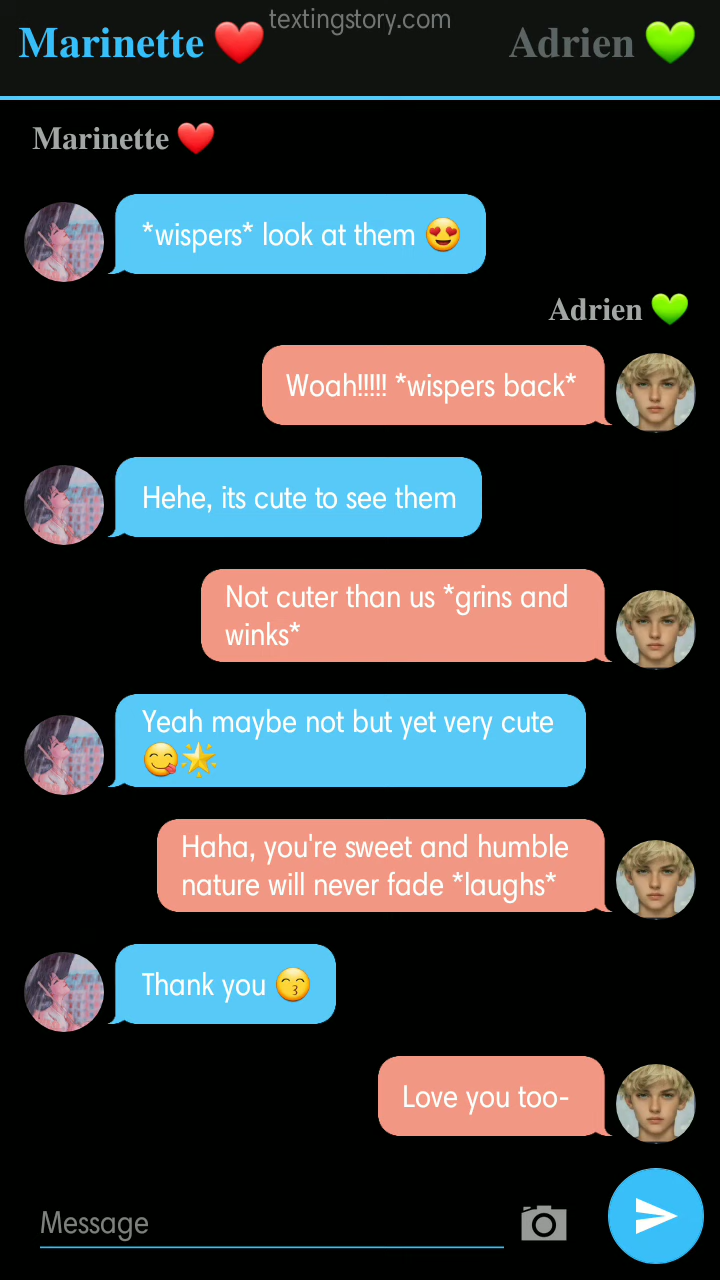 textingstory.com
Marinette ❤️
Adrien 💚
Marinette ❤️
*wispers* look at them 😍
Adrien 💚
Woah!!!!! *wispers back*
Hehe, its cute to see them
Not cuter than us *grins and
winks*
Yeah maybe not but yet very cute
😋🌟
Haha, you're sweet and humble
nature will never fade *laughs*
Thank you 😙
Love you too-
Message